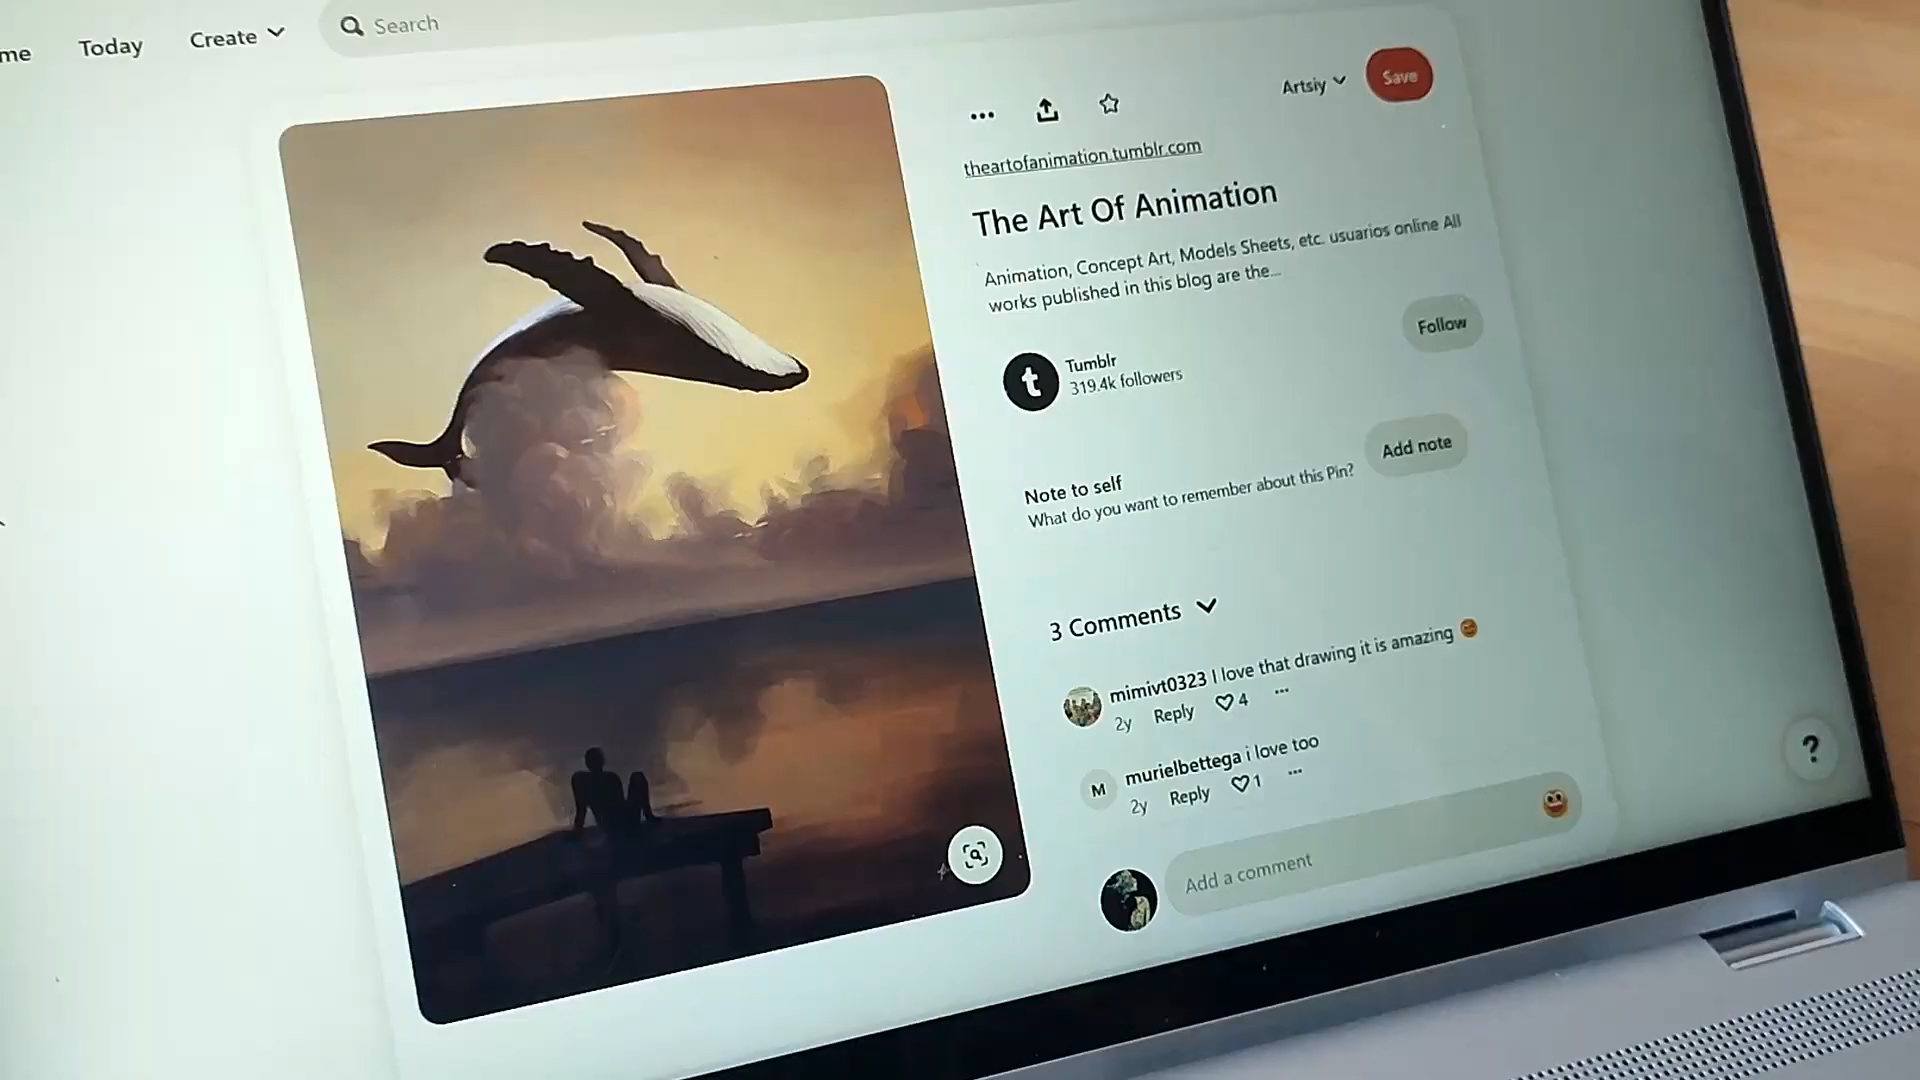 me Today Create Search
Artsiy Save
theartofanimation.tumblr.com
The Art Of Animation
Animation, Concept Art, Models Sheets, etc. usuarios online All
works published in this blog are the...
t Tumblr Follow
319.4k followers
Note to self Add note
What do you want to remember about this Pin?
3 Comments
mimivt0323 I love that drawing it is amazing 😉
2y Reply 4 ...
M murielbettega i love too
2y Reply 1 ...
Add a comment
?